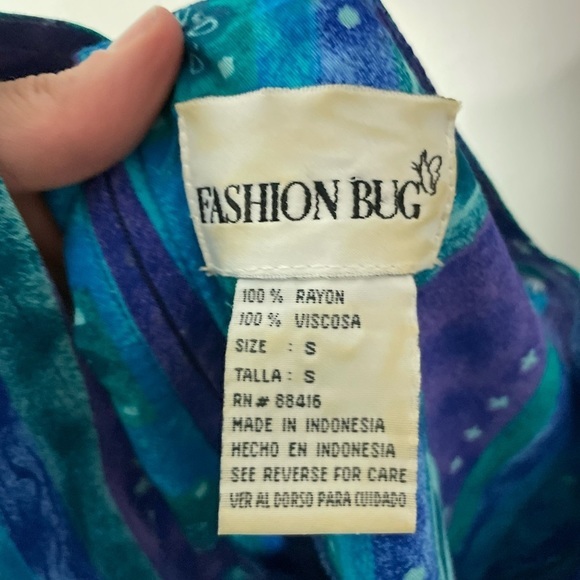 FASHION BUG
100 % RAYON
100 % VISCOSA
SIZE : S
TALLA : S
RN# 88416
MADE IN INDONESIA
HECHO EN INDONESIA
SEE REVERSE FOR CARE
VER AL DORSO PARA CUIDADO